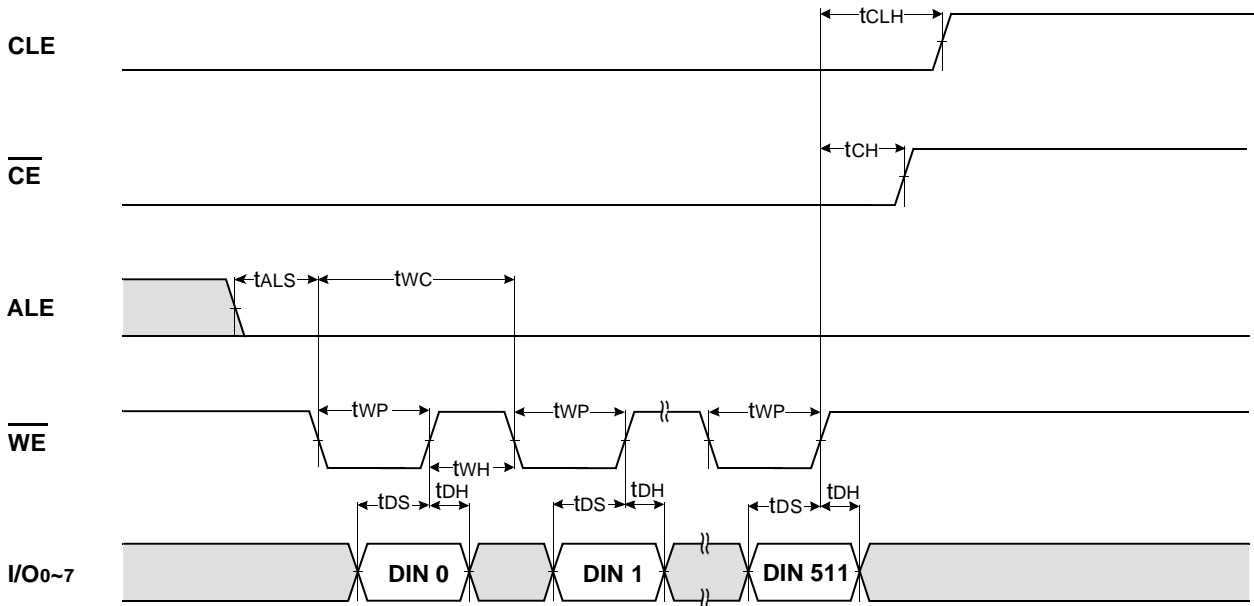 tCLH
CLE
tCH
CE
tALS
tWC
ALE
tWP
tWP
tWP
WE
tWH
tDS
tDH
tDS
tDH
tDS
tDH
I/O0~7
DIN 0
DIN 1
DIN 511